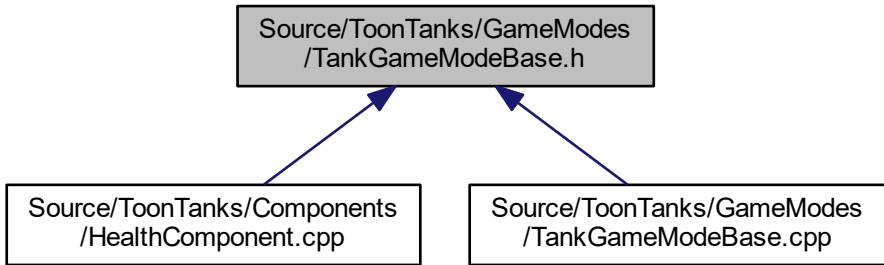 Source/ToonTanks/GameModes
/TankGameModeBase.h
Source/ToonTanks/Components
/HealthComponent.cpp
Source/ToonTanks/GameModes
/TankGameModeBase.cpp